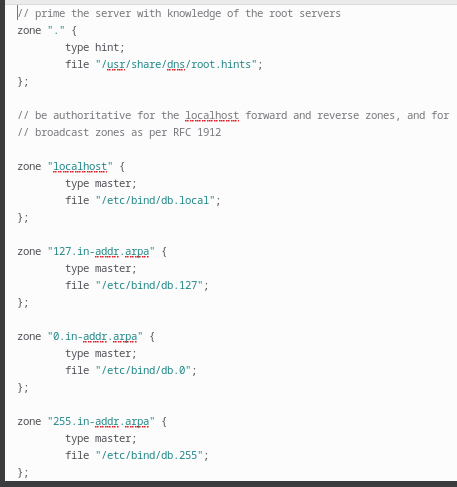 // prime the server with knowledge of the root servers
zone "." {
        type hint;
        file "/usr/share/dns/root.hints";
};

// be authoritative for the localhost forward and reverse zones, and for
// broadcast zones as per RFC 1912

zone "localhost" {
        type master;
        file "/etc/bind/db.local";
};

zone "127.in-addr.arpa" {
        type master;
        file "/etc/bind/db.127";
};

zone "0.in-addr.arpa" {
        type master;
        file "/etc/bind/db.0";
};

zone "255.in-addr.arpa" {
        type master;
        file "/etc/bind/db.255";
};